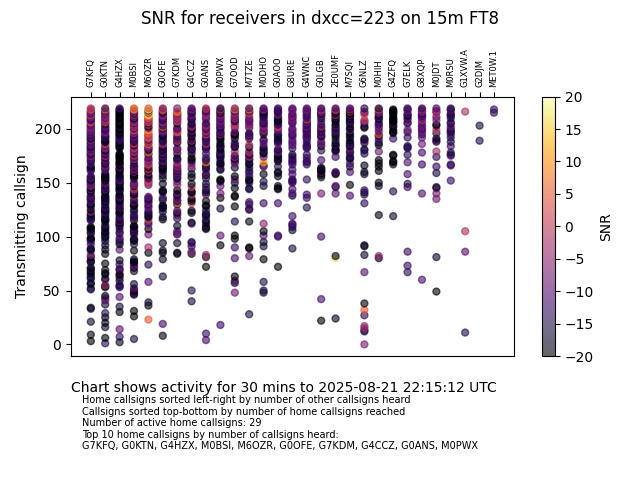 SNR for receivers in dxcc=223 on 15m FT8
G7KFQ G0KTN G4HZX M0BSI M6OZR G0OFE G7KDM G4CCZ G0ANS M0PWX G7OOD M7TZE M0DHO G0AOO G8URE G4WNC G0LGB 2E0UMF M7SQI G6NLZ M0HIH G4ZFQ G7ELK G8XQP M0JDT M0RSU G1XVW.A G2DJM MET0W.1
200
150
100
50
0
Transmitting callsign
20
15
10
5
0
−5
−10
−15
−20
SNR
Chart shows activity for 30 mins to 2025-08-21 22:15:12 UTC
Home callsigns sorted left-right by number of other callsigns heard
Callsigns sorted top-bottom by number of home callsigns reached
Number of active home callsigns: 29
Top 10 home callsigns by number of callsigns heard:
G7KFQ, G0KTN, G4HZX, M0BSI, M6OZR, G0OFE, G7KDM, G4CCZ, G0ANS, M0PWX